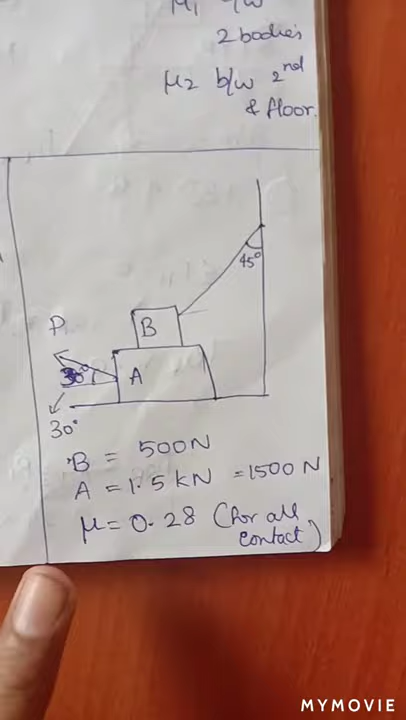 μ1 b/w
2 bodies
μ2 b/w 2nd
& floor.
45°
P
B
30°
A
30°
B = 500N
A = 1.5 kN = 1500 N
μ = 0.28 (for all
contact)
MYMOVIE